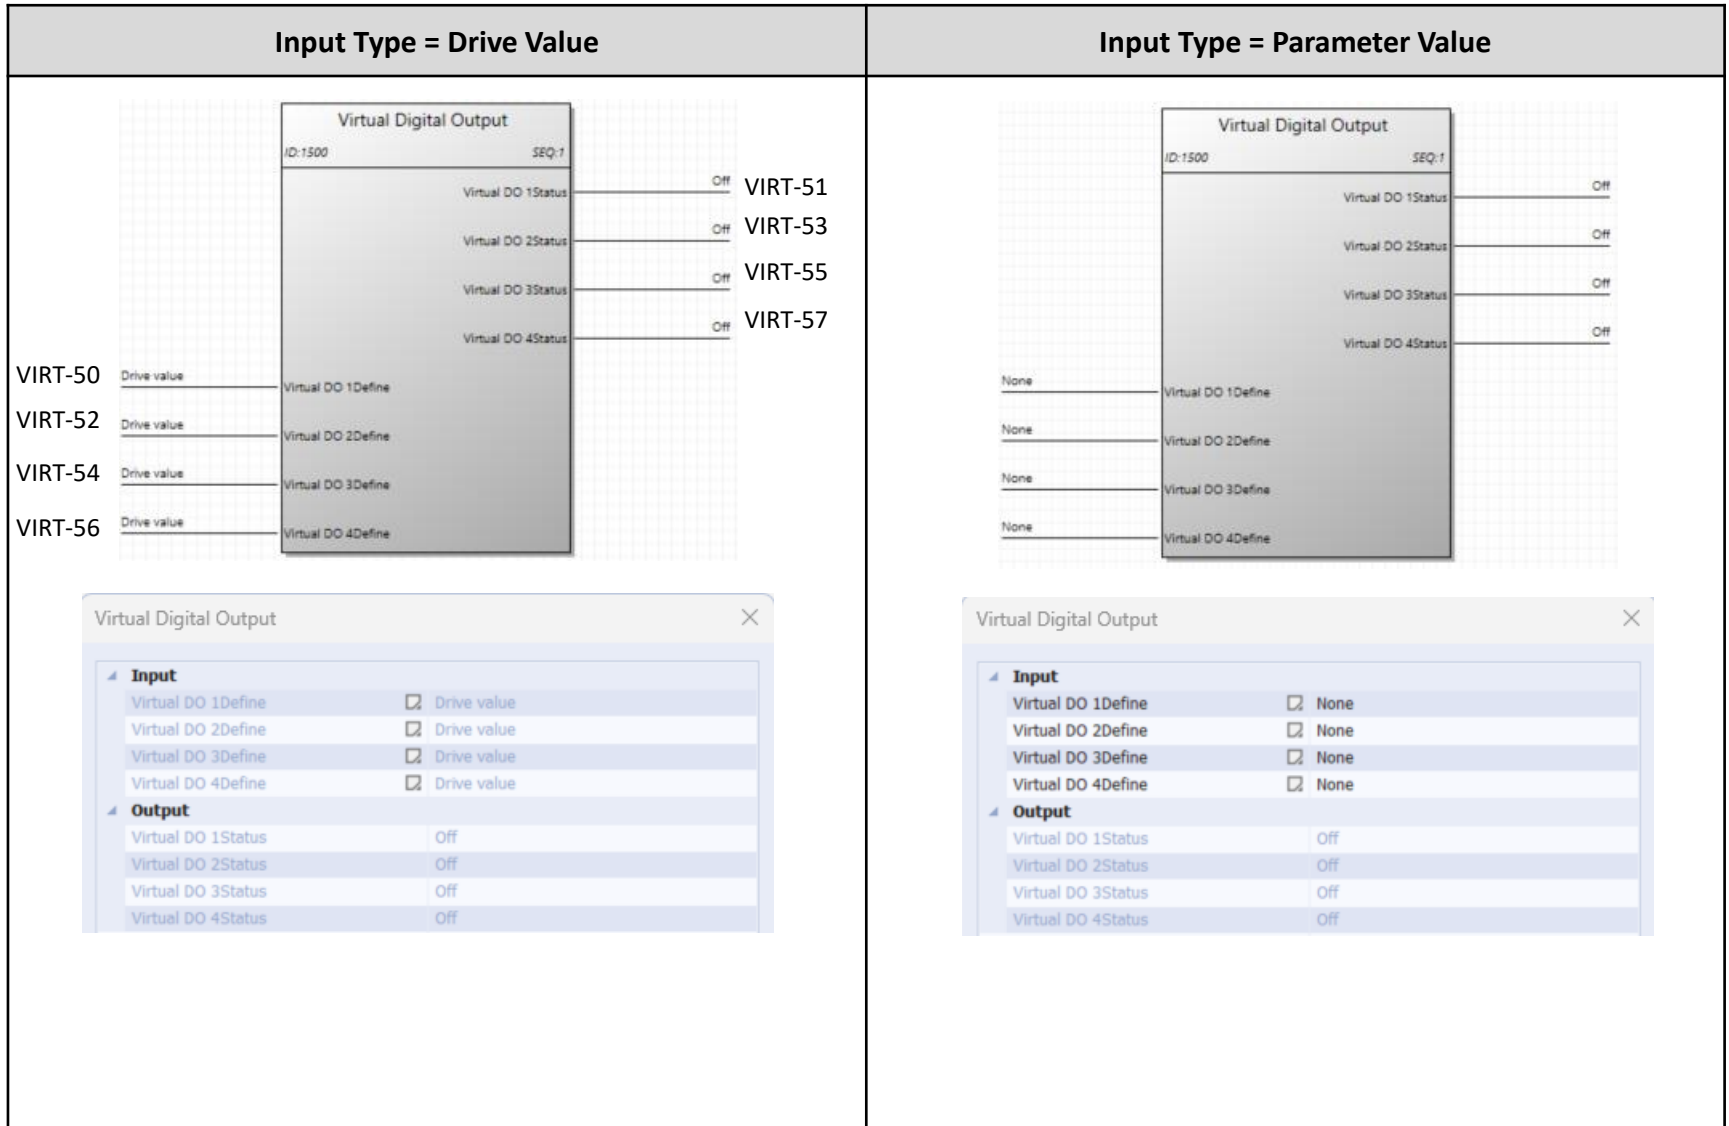 Input Type = Drive Value
Virtual Digital Output
ID:1500 SEQ:1
Virtual DO 1Status Off VIRT-51
Virtual DO 2Status Off VIRT-53
Virtual DO 3Status Off VIRT-55
Virtual DO 4Status Off VIRT-57
VIRT-50 Drive value Virtual DO 1Define
VIRT-52 Drive value Virtual DO 2Define
VIRT-54 Drive value Virtual DO 3Define
VIRT-56 Drive value Virtual DO 4Define
Virtual Digital Output
Input
Virtual DO 1Define Drive value
Virtual DO 2Define Drive value
Virtual DO 3Define Drive value
Virtual DO 4Define Drive value
Output
Virtual DO 1Status Off
Virtual DO 2Status Off
Virtual DO 3Status Off
Virtual DO 4Status Off
Input Type = Parameter Value
Virtual Digital Output
ID:1500 SEQ:1
Virtual DO 1Status Off
Virtual DO 2Status Off
Virtual DO 3Status Off
Virtual DO 4Status Off
None Virtual DO 1Define
None Virtual DO 2Define
None Virtual DO 3Define
None Virtual DO 4Define
Virtual Digital Output
Input
Virtual DO 1Define None
Virtual DO 2Define None
Virtual DO 3Define None
Virtual DO 4Define None
Output
Virtual DO 1Status Off
Virtual DO 2Status Off
Virtual DO 3Status Off
Virtual DO 4Status Off